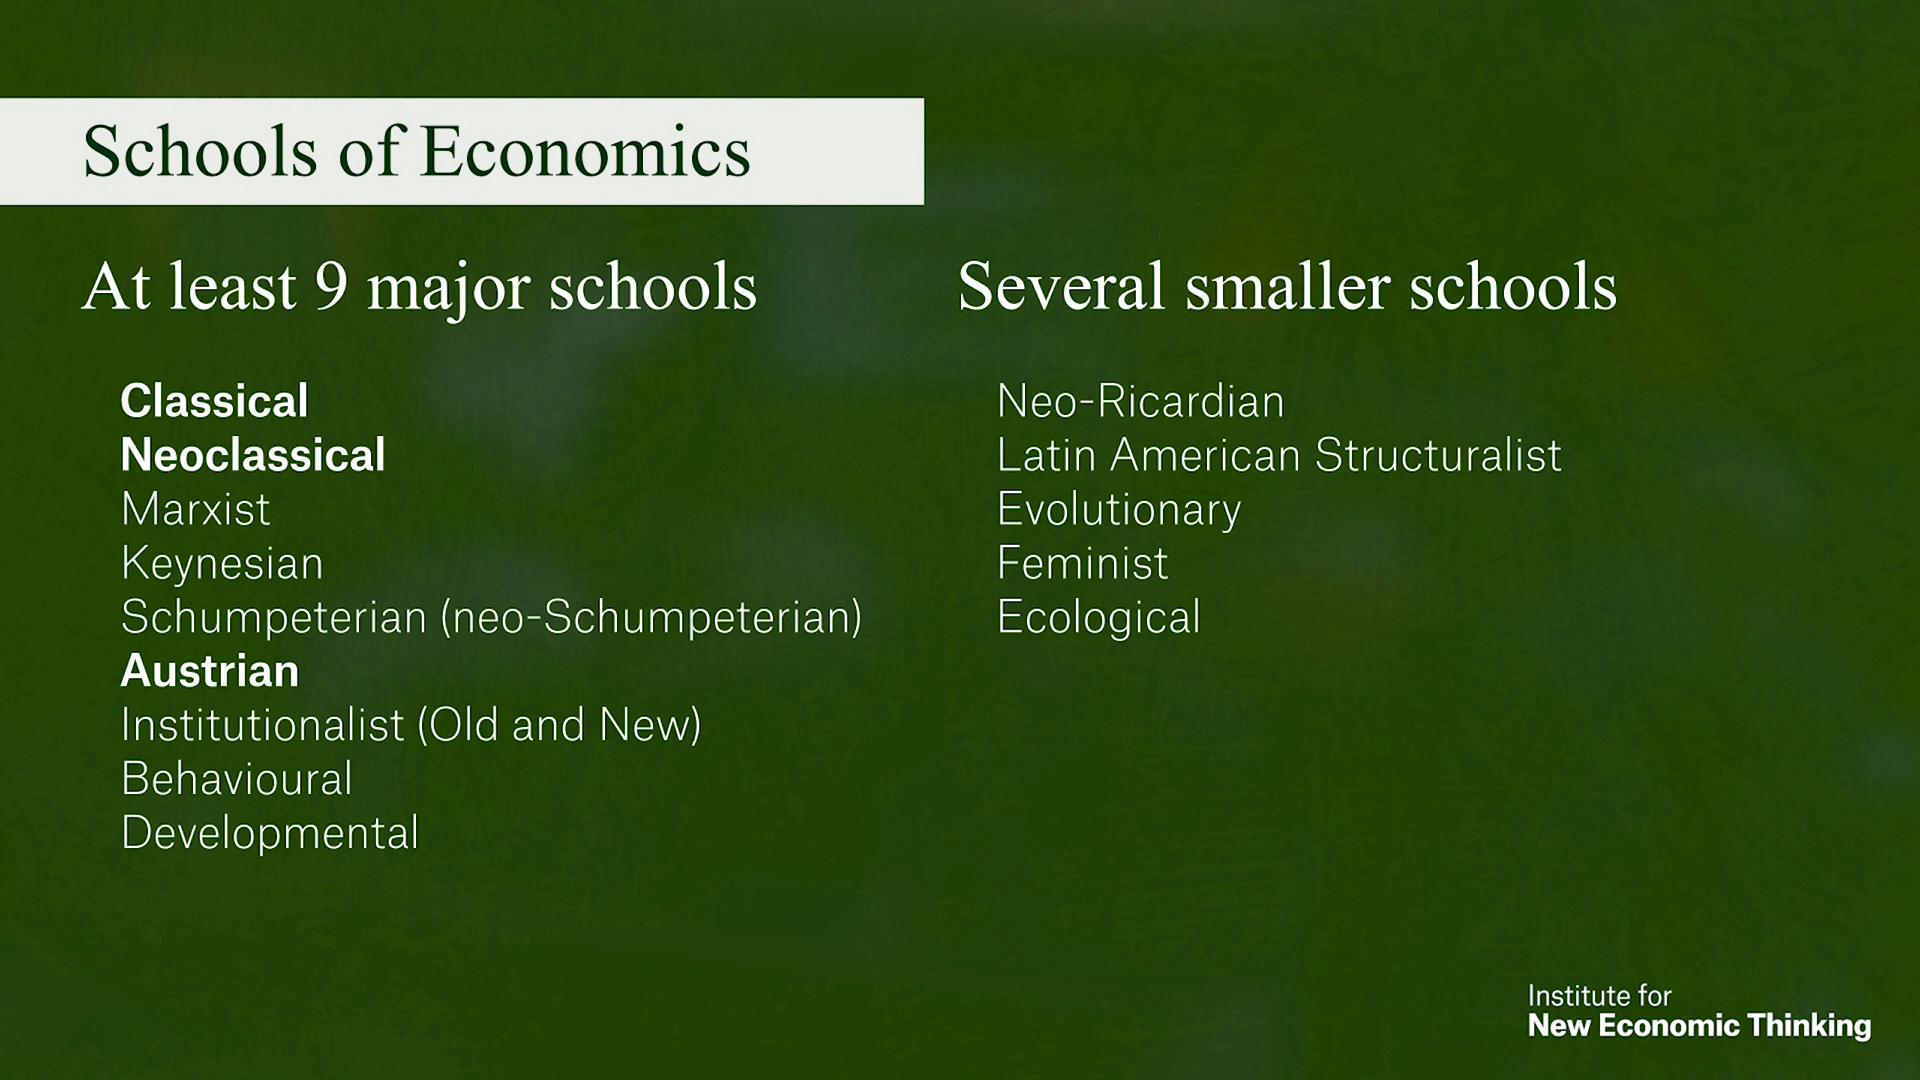 Schools of Economics
At least 9 major schools
Classical
Neoclassical
Marxist
Keynesian
Schumpeterian (neo-Schumpeterian)
Austrian
Institutionalist (Old and New)
Behavioural
Developmental
Several smaller schools
Neo-Ricardian
Latin American Structuralist
Evolutionary
Feminist
Ecological
Institute for
New Economic Thinking